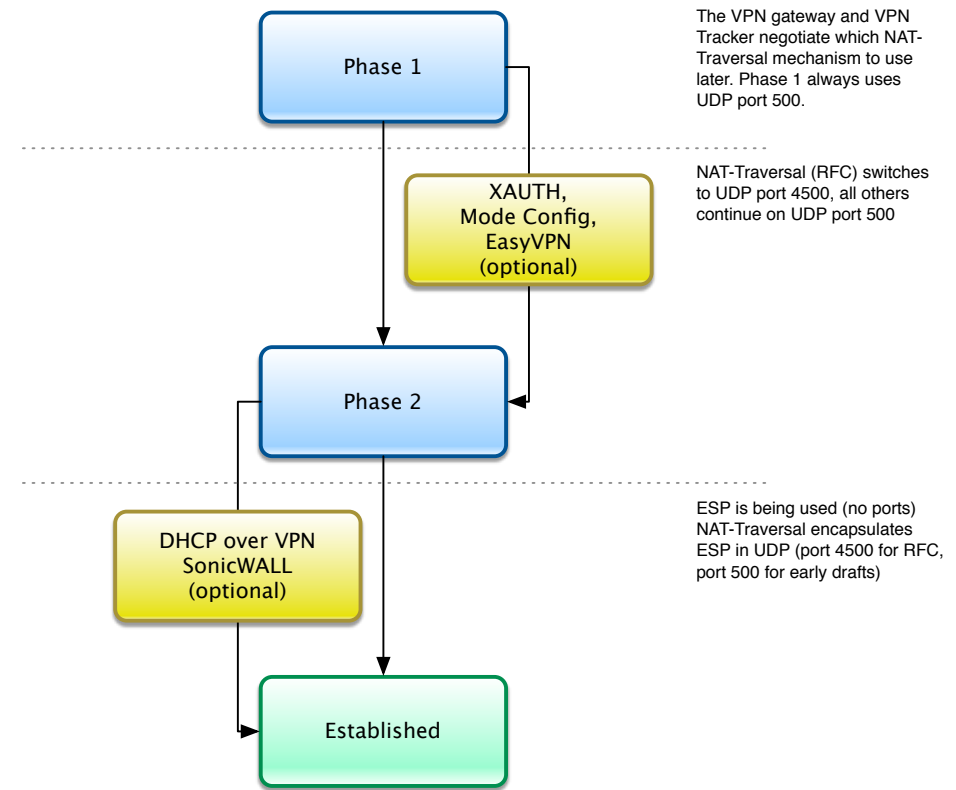 Phase 1
The VPN gateway and VPN
Tracker negotiate which NAT-
Traversal mechanism to use
later. Phase 1 always uses
UDP port 500.
XAUTH,
Mode Config,
EasyVPN
(optional)
NAT-Traversal (RFC) switches
to UDP port 4500, all others
continue on UDP port 500
Phase 2
DHCP over VPN
SonicWALL
(optional)
ESP is being used (no ports)
NAT-Traversal encapsulates
ESP in UDP (port 4500 for RFC,
port 500 for early drafts)
Established